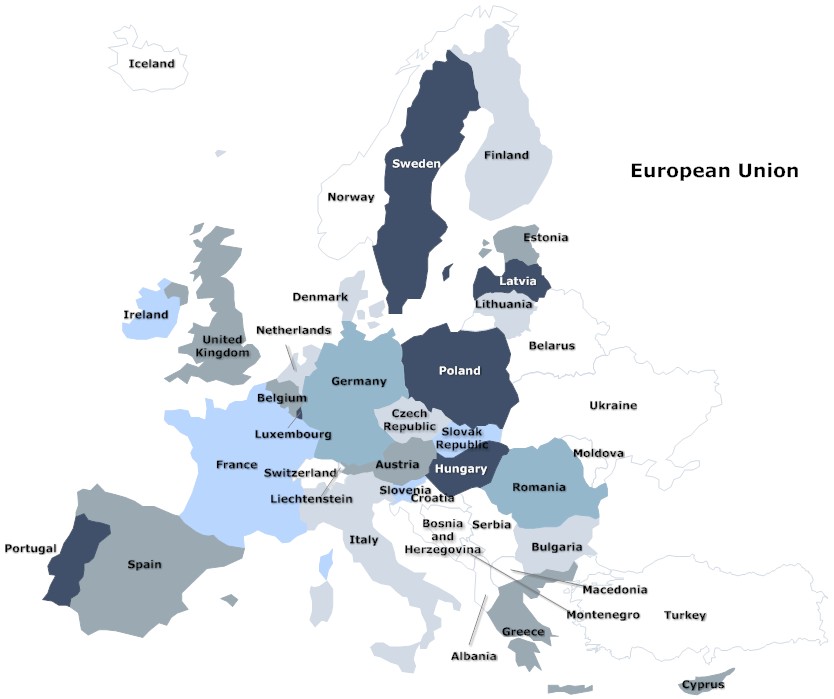 Iceland
European Union
Sweden
Finland
Norway
Estonia
Latvia
Denmark
Lithuania
Ireland
Netherlands
United
Kingdom
Belarus
Poland
Germany
Belgium
Ukraine
Czech
Republic
Luxembourg
Slovak
Republic
Moldova
France
Switzerland
Austria
Hungary
Liechtenstein
Slovenia
Croatia
Romania
Bosnia
and
Herzegovina
Serbia
Italy
Bulgaria
Portugal
Spain
Macedonia
Montenegro
Turkey
Greece
Albania
Cyprus